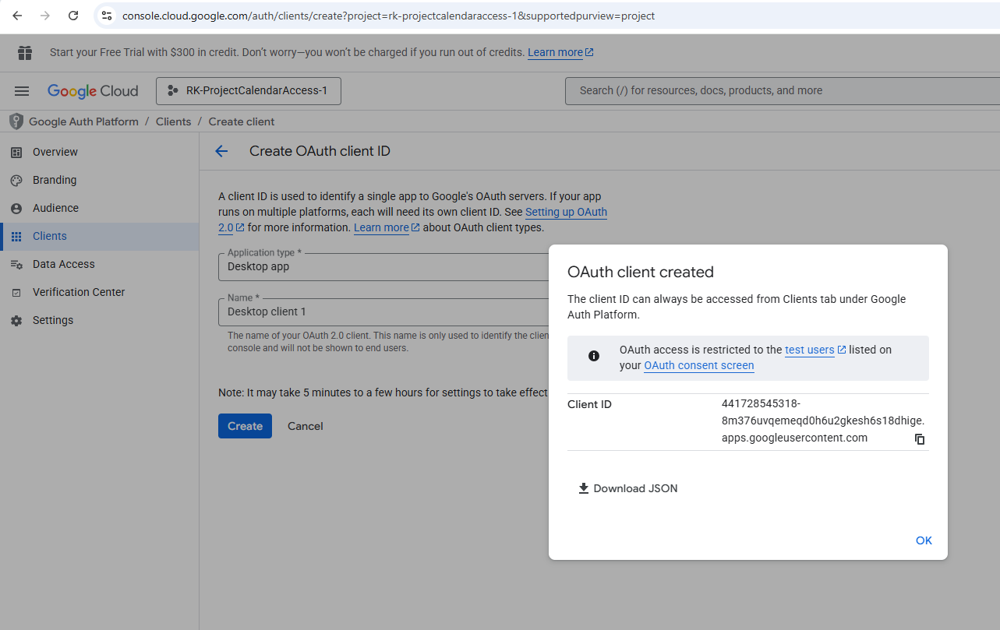 console.cloud.google.com/auth/clients/create?project=rk-projectcalendaraccess-1&supportedpurview=project
Start your Free Trial with $300 in credit. Don’t worry—you won’t be charged if you run out of credits. Learn more
Google Cloud
RK-ProjectCalendarAccess-1
Search (/) for resources, docs, products, and more
Google Auth Platform / Clients / Create client
Overview
Branding
Audience
Clients
Data Access
Verification Center
Settings
Create OAuth client ID
A client ID is used to identify a single app to Google's OAuth servers. If your app
runs on multiple platforms, each will need its own client ID. See Setting up OAuth
2.0 for more information. Learn more about OAuth client types.
Application type *
Desktop app
Name *
Desktop client 1
The name of your OAuth 2.0 client. This name is only used to identify the clien
console and will not be shown to end users.
Note: It may take 5 minutes to a few hours for settings to take effect
Create
Cancel
OAuth client created
The client ID can always be accessed from Clients tab under Google
Auth Platform.
OAuth access is restricted to the test users listed on
your OAuth consent screen
Client ID
441728545318-
8m376uvqemeqd0h6u2gkesh6s18dhige.
apps.googleusercontent.com
Download JSON
OK